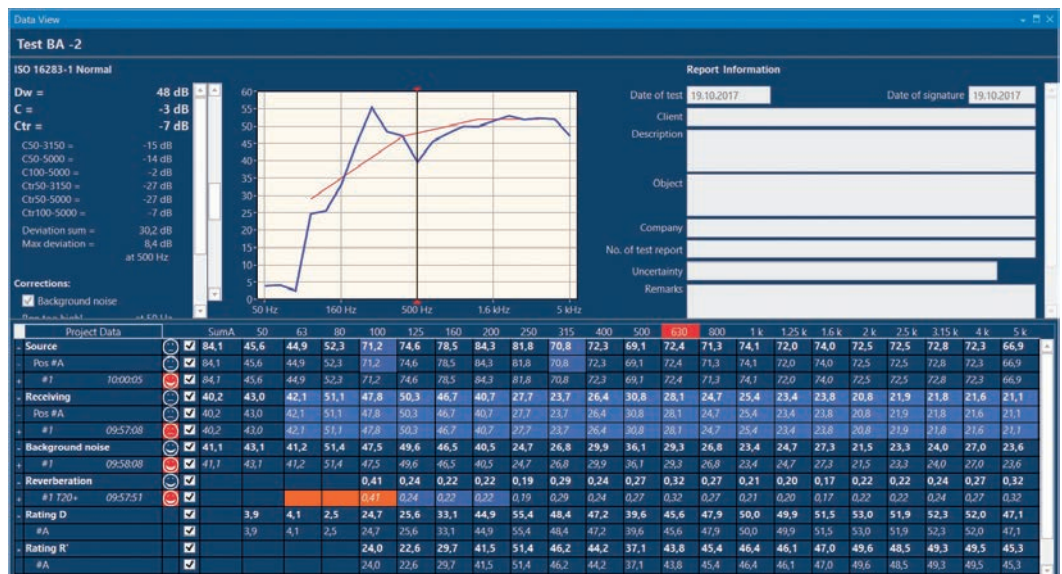 Data View
Test BA -2
ISO 16283-1 Normal
Dw = 48 dB
C = -3 dB
Ctr = -7 dB
C50-3150 = -15 dB
C50-5000 = -14 dB
C100-5000 = -2 dB
Ctr50-3150 = -27 dB
Ctr50-5000 = -27 dB
Ctr100-5000 = -7 dB
Deviation sum = 30,2 dB
Max deviation = 8,4 dB
at 500 Hz
Corrections:
Background noise
60
55
50
45
40
35
30
25
20
15
10
5
0
50 Hz 160 Hz 500 Hz 1.6 kHz 5 kHz
Report Information
Date of test 19.10.2017 Date of signature 19.10.2017
Client
Description
Object
Company
No. of test report
Uncertainty
Remarks
Project Data SumA 50 63 80 100 125 160 200 250 315 400 500 630 800 1 k 1.25 k 1.6 k 2 k 2.5 k 3.15 k 4 k 5 k
Source 84,1 45,6 44,9 52,3 71,2 74,6 78,5 84,3 81,8 70,8 72,3 69,1 72,4 71,3 74,1 72,0 74,0 72,5 72,5 72,8 72,3 66,9
Pos #A 84,1 45,6 44,9 52,3 71,2 74,6 78,5 84,3 81,8 70,8 72,3 69,1 72,4 71,3 74,1 72,0 74,0 72,5 72,5 72,8 72,3 66,9
#1 10:00:05 84,1 45,6 44,9 52,3 71,2 74,6 78,5 84,3 81,8 70,8 72,3 69,1 72,4 71,3 74,1 72,0 74,0 72,5 72,5 72,8 72,3 66,9
Receiving 40,2 43,0 42,1 51,1 47,8 50,3 46,7 40,7 27,7 23,7 26,4 30,8 28,1 24,7 25,4 23,4 23,8 20,8 21,9 21,8 21,6 21,1
Pos #A 40,2 43,0 42,1 51,1 47,8 50,3 46,7 40,7 27,7 23,7 26,4 30,8 28,1 24,7 25,4 23,4 23,8 20,8 21,9 21,8 21,6 21,1
#1 09:57:08 40,2 43,0 42,1 51,1 47,8 50,3 46,7 40,7 27,7 23,7 26,4 30,8 28,1 24,7 25,4 23,4 23,8 20,8 21,9 21,8 21,6 21,1
Background noise 41,1 43,1 41,2 51,4 47,5 49,6 46,5 40,5 24,7 26,8 29,9 36,1 29,3 26,8 23,4 24,7 27,3 21,5 23,3 24,0 27,0 23,6
#1 09:58:08 41,1 43,1 41,2 51,4 47,5 49,6 46,5 40,5 24,7 26,8 29,9 36,1 29,3 26,8 23,4 24,7 27,3 21,5 23,3 24,0 27,0 23,6
Reverberation 0,41 0,24 0,22 0,22 0,19 0,29 0,24 0,27 0,32 0,27 0,21 0,20 0,17 0,22 0,22 0,24 0,27 0,32
#1 T20+ 09:57:51 0,41 0,24 0,22 0,22 0,19 0,29 0,24 0,27 0,32 0,27 0,21 0,20 0,17 0,22 0,22 0,24 0,27 0,32
Rating D 3,9 4,1 2,5 24,7 25,6 33,1 44,9 55,4 48,4 47,2 39,6 45,6 47,9 50,0 49,9 51,5 53,0 51,9 52,3 52,0 47,1
#A 3,9 4,1 2,5 24,7 25,6 33,1 44,9 55,4 48,4 47,2 39,6 45,6 47,9 50,0 49,9 51,5 53,0 51,9 52,3 52,0 47,1
Rating R' 24,0 22,6 29,7 41,5 51,4 46,2 44,2 37,1 43,8 45,4 46,4 46,1 47,0 49,6 48,5 49,3 49,5 45,3
#A 24,0 22,6 29,7 41,5 51,4 46,2 44,2 37,1 43,8 45,4 46,4 46,1 47,0 49,6 48,5 49,3 49,5 45,3